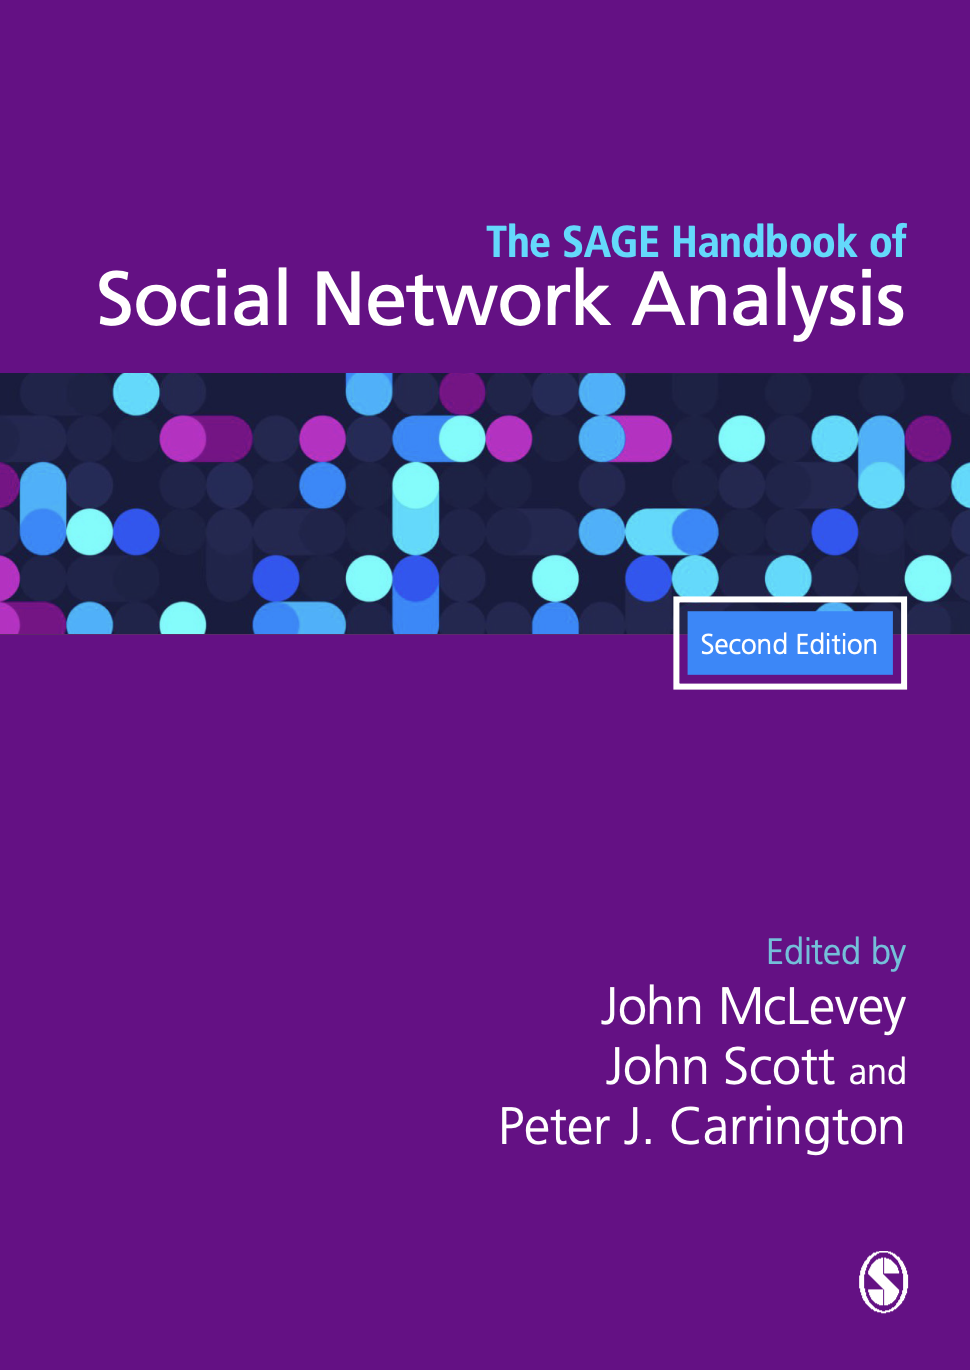 The SAGE Handbook of
Social Network Analysis
Second Edition
Edited by
John McLevey
John Scott and
Peter J. Carrington